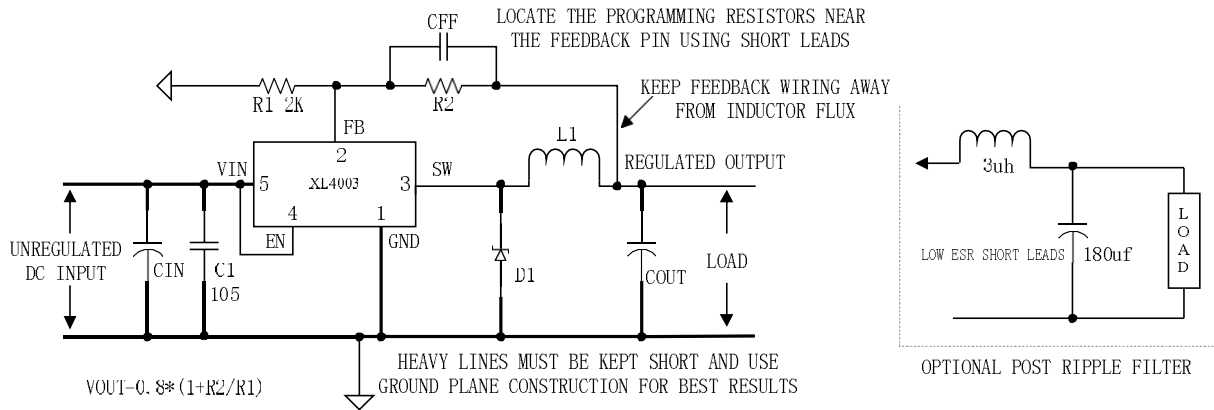 CFF
LOCATE THE PROGRAMMING RESISTORS NEAR
THE FEEDBACK PIN USING SHORT LEADS
R1 2K
R2
KEEP FEEDBACK WIRING AWAY
FROM INDUCTOR FLUX
FB
2
L1
VIN
5
XL4003
3
SW
REGULATED OUTPUT
3uh
4
1
EN
GND
UNREGULATED
DC INPUT
CIN
C1
105
D1
COUT
LOAD
LOW ESR SHORT LEADS
180uf
LOAD
HEAVY LINES MUST BE KEPT SHORT AND USE
GROUND PLANE CONSTRUCTION FOR BEST RESULTS
OPTIONAL POST RIPPLE FILTER
VOUT-0.8*(1+R2/R1)